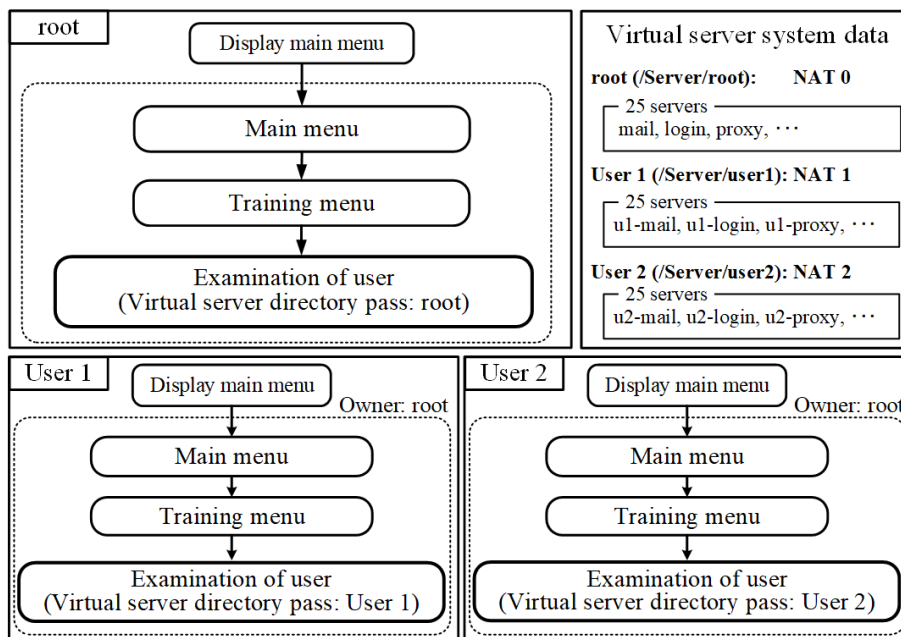 root
Display main menu
Main menu
Training menu
Examination of user
(Virtual server directory pass: root)
Virtual server system data
root (/Server/root): NAT 0
25 servers
mail, login, proxy, ⋯
User 1 (/Server/user1): NAT 1
25 servers
u1-mail, u1-login, u1-proxy, ⋯
User 2 (/Server/user2): NAT 2
25 servers
u2-mail, u2-login, u2-proxy, ⋯
User 1
Display main menu
Owner: root
Main menu
Training menu
Examination of user
(Virtual server directory pass: User 1)
User 2
Display main menu
Owner: root
Main menu
Training menu
Examination of user
(Virtual server directory pass: User 2)